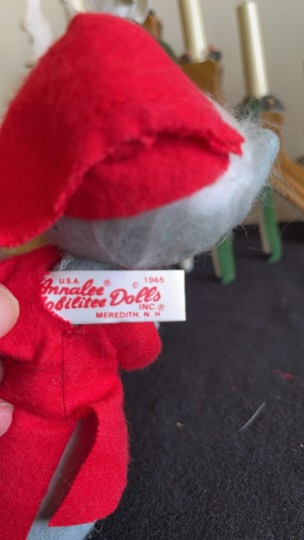 U.S.A. © 1965
Annalee®
Mobilitee Dolls
INC.®
MEREDITH, N. H.